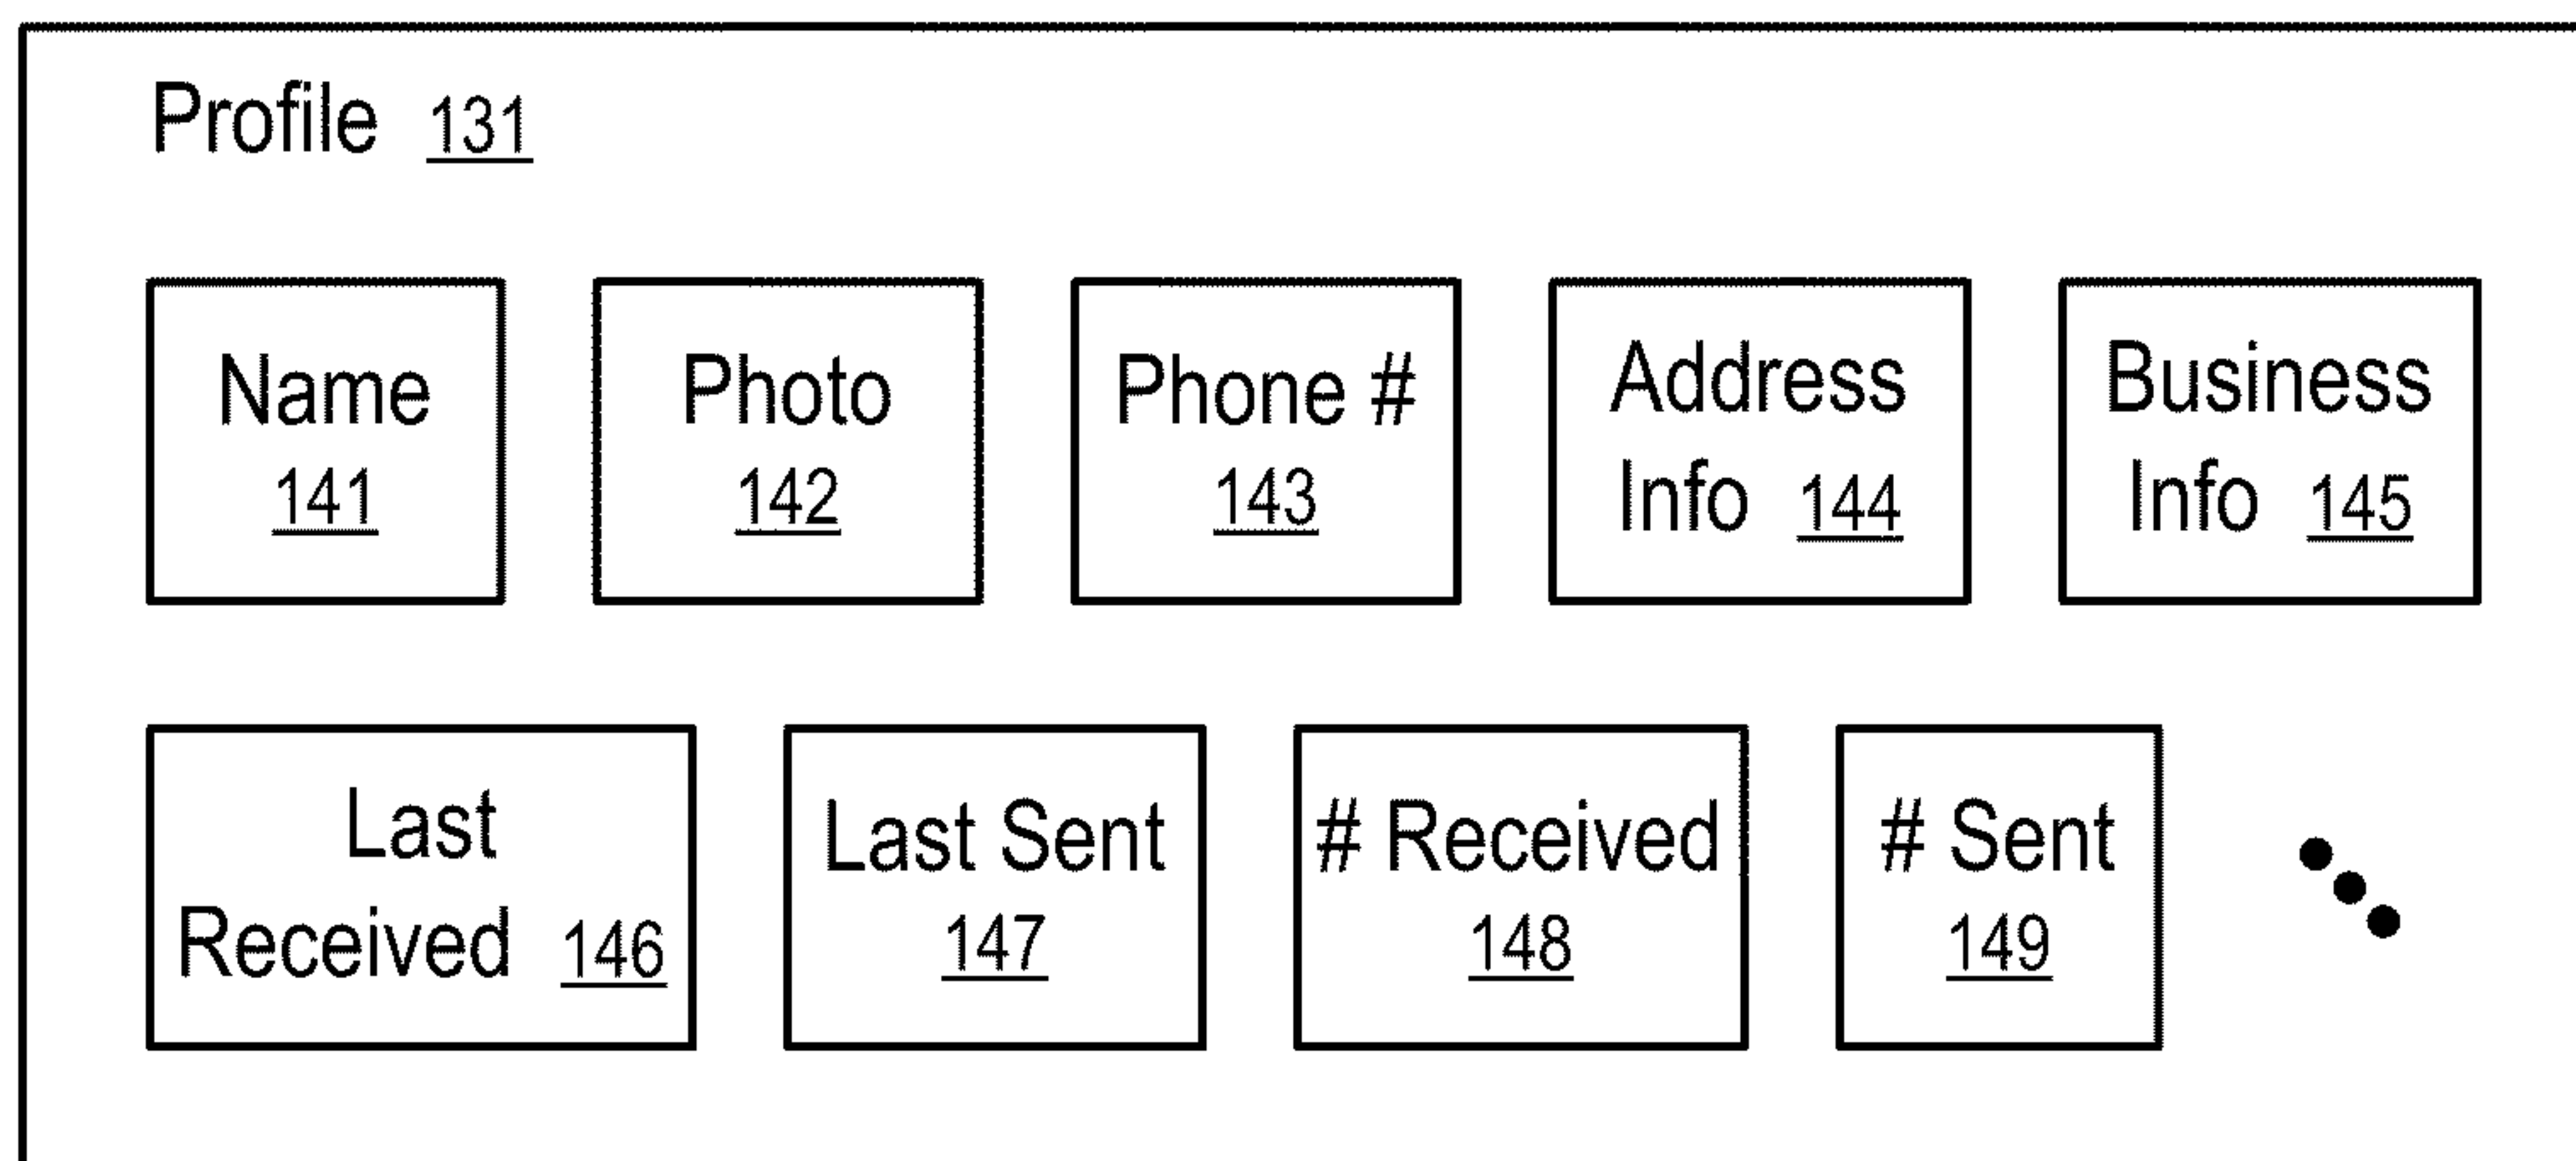 Profile 131
Name
141
Photo
142
Phone #
143
Address
Info 144
Business
Info 145
Last
Received 146
Last Sent
147
# Received
148
# Sent
149